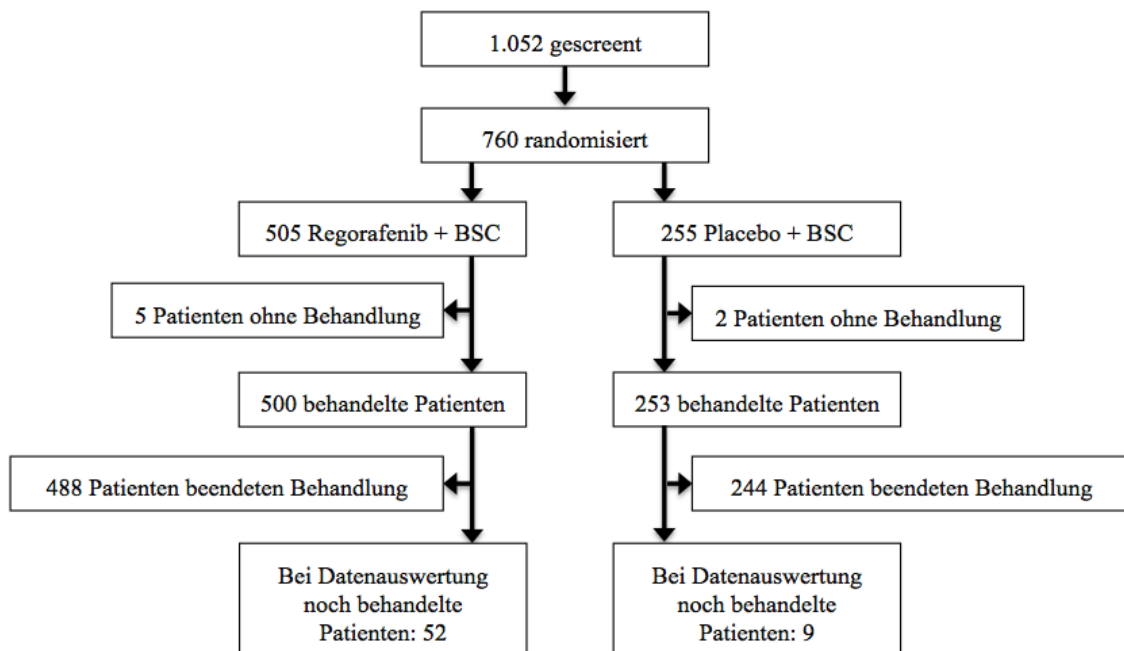 1.052 gescreent
760 randomisiert
505 Regorafenib + BSC
255 Placebo + BSC
5 Patienten ohne Behandlung
2 Patienten ohne Behandlung
500 behandelte Patienten
253 behandelte Patienten
488 Patienten beendeten Behandlung
244 Patienten beendeten Behandlung
Bei Datenauswertung
noch behandelte
Patienten: 52
Bei Datenauswertung
noch behandelte
Patienten: 9